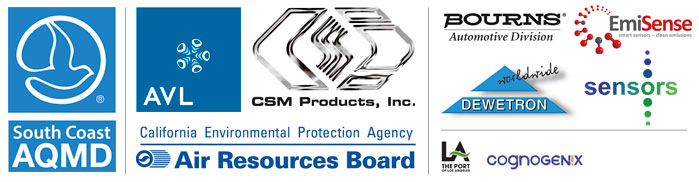 South Coast
AQMD
®
AVL
CSM Products, Inc.
California Environmental Protection Agency
Air Resources Board
BOURNS®
Automotive Division
EmiSense
smart sensors – clean emissions
worldwide
DEWETRON
sensors
LA
THE PORT
OF LOS ANGELES
COGNOGENIX